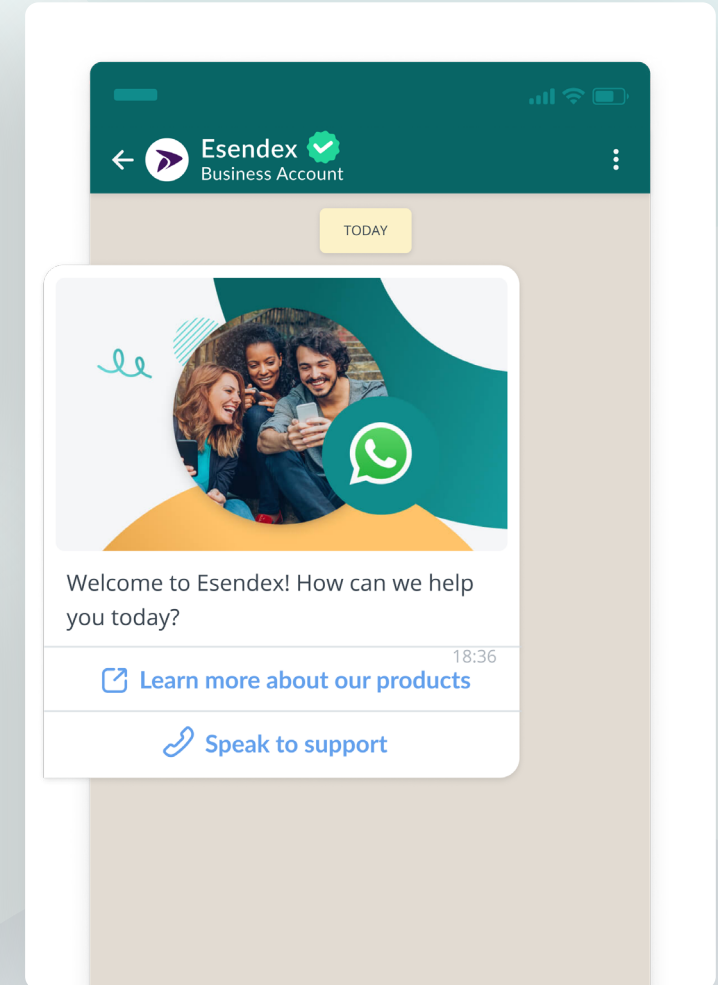 Esendex
Business Account
TODAY
Welcome to Esendex! How can we help
you today?
18:36
Learn more about our products
Speak to support